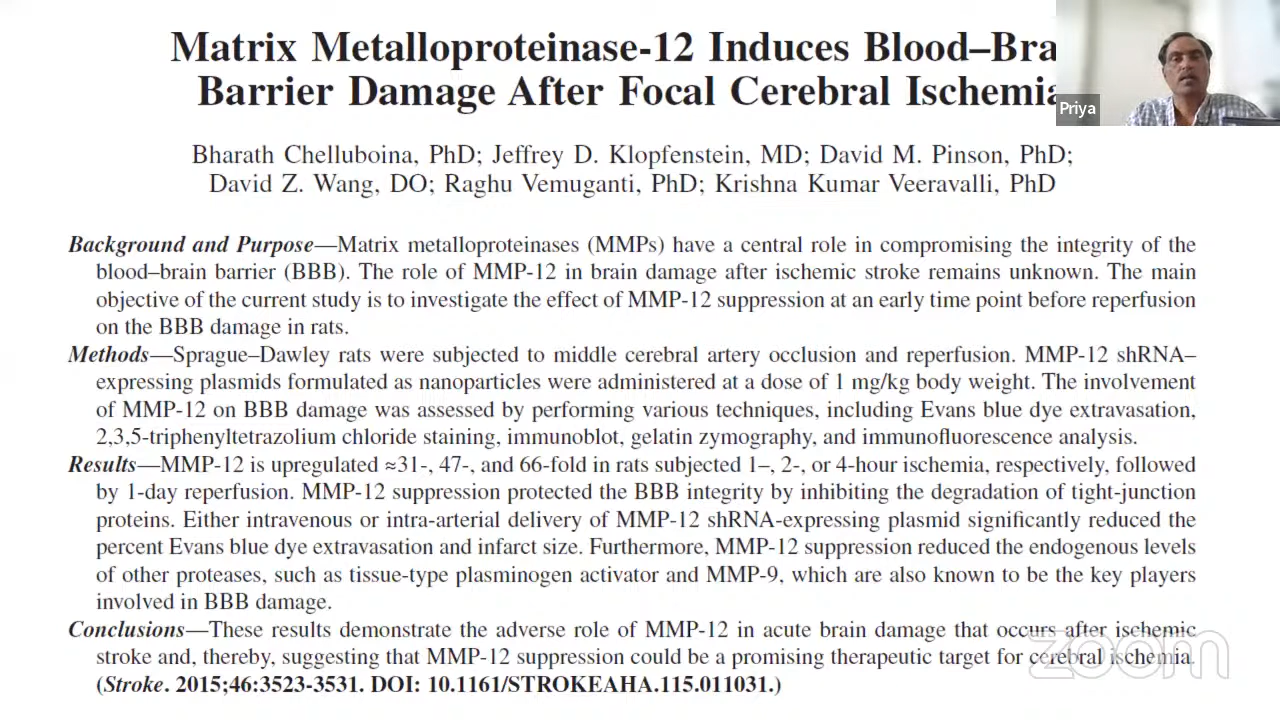 Matrix Metalloproteinase-12 Induces Blood–Bra
Barrier Damage After Focal Cerebral Ischemia
Priya
Bharath Chelluboina, PhD; Jeffrey D. Klopfenstein, MD; David M. Pinson, PhD;
David Z. Wang, DO; Raghu Vemuganti, PhD; Krishna Kumar Veeravalli, PhD
Background and Purpose—Matrix metalloproteinases (MMPs) have a central role in compromising the integrity of the
blood–brain barrier (BBB). The role of MMP-12 in brain damage after ischemic stroke remains unknown. The main
objective of the current study is to investigate the effect of MMP-12 suppression at an early time point before reperfusion
on the BBB damage in rats.
Methods—Sprague–Dawley rats were subjected to middle cerebral artery occlusion and reperfusion. MMP-12 shRNA–
expressing plasmids formulated as nanoparticles were administered at a dose of 1 mg/kg body weight. The involvement
of MMP-12 on BBB damage was assessed by performing various techniques, including Evans blue dye extravasation,
2,3,5-triphenyltetrazolium chloride staining, immunoblot, gelatin zymography, and immunofluorescence analysis.
Results—MMP-12 is upregulated ≈31-, 47-, and 66-fold in rats subjected 1–, 2-, or 4-hour ischemia, respectively, followed
by 1-day reperfusion. MMP-12 suppression protected the BBB integrity by inhibiting the degradation of tight-junction
proteins. Either intravenous or intra-arterial delivery of MMP-12 shRNA-expressing plasmid significantly reduced the
percent Evans blue dye extravasation and infarct size. Furthermore, MMP-12 suppression reduced the endogenous levels
of other proteases, such as tissue-type plasminogen activator and MMP-9, which are also known to be the key players
involved in BBB damage.
Conclusions—These results demonstrate the adverse role of MMP-12 in acute brain damage that occurs after ischemic
stroke and, thereby, suggesting that MMP-12 suppression could be a promising therapeutic target for cerebral ischemia.
(Stroke. 2015;46:3523-3531. DOI: 10.1161/STROKEAHA.115.011031.)
zoom